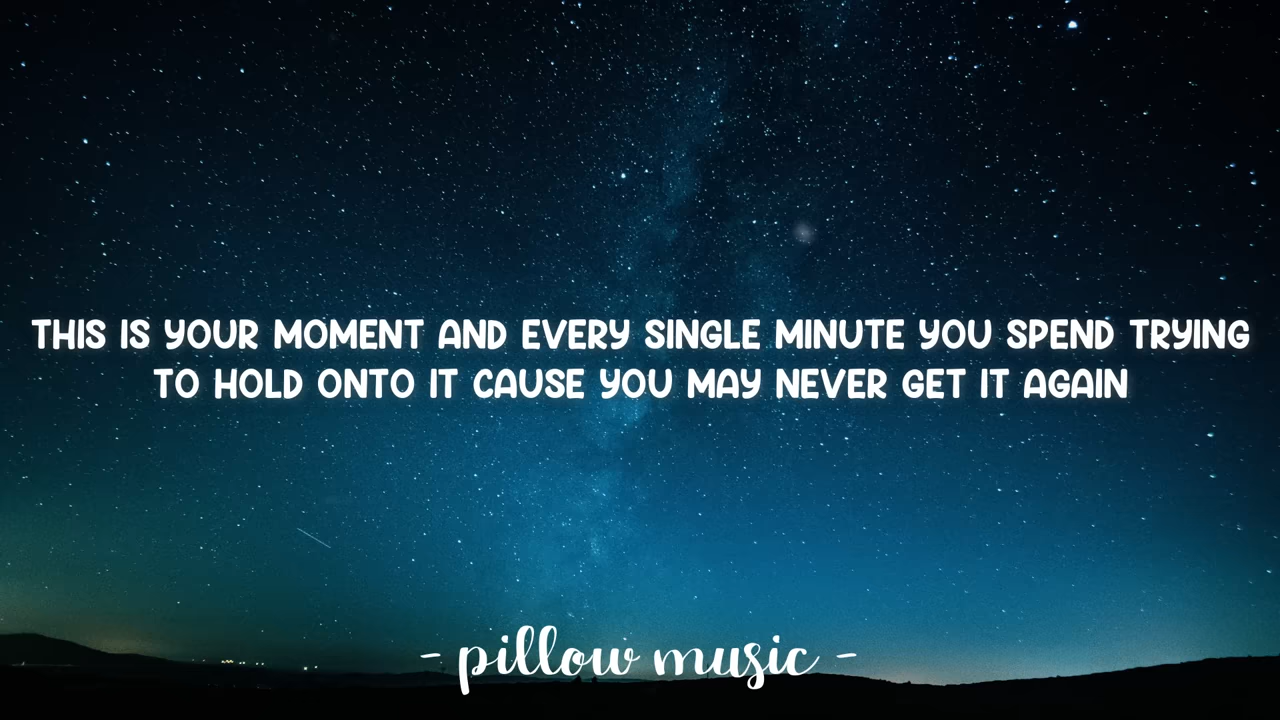 THIS IS YOUR MOMENT AND EVERY SINGLE MINUTE YOU SPEND TRYING
TO HOLD ONTO IT CAUSE YOU MAY NEVER GET IT AGAIN
- pillow music -